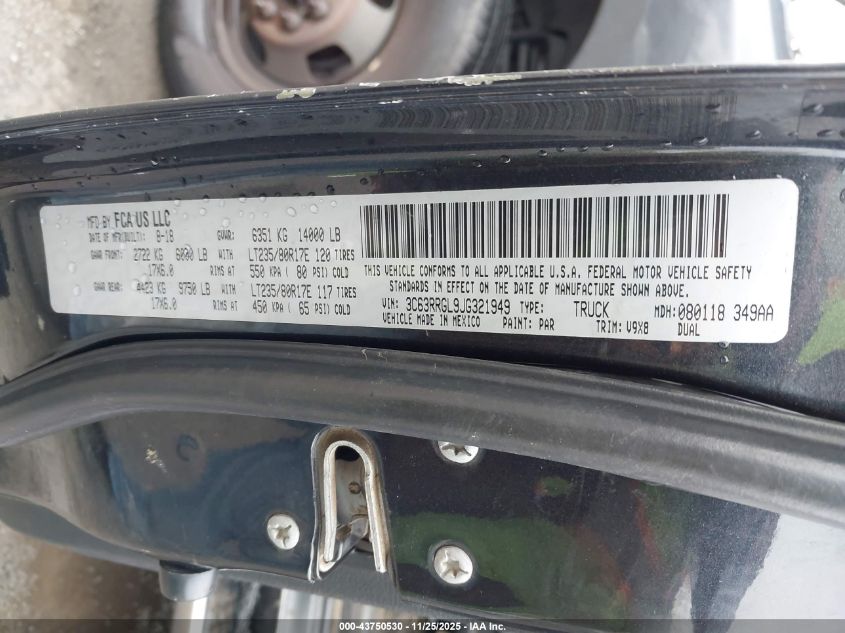 MFD BY FCA US LLC
DATE OF MFR(BUILT): 8-18 GVWR: 6351 KG 14000 LB
GAWR FRONT: 2722 KG 6000 LB WITH LT235/80R17E 120 TIRES
17X6.0 RIMS AT 550 KPA ( 80 PSI) COLD
GAWR REAR: 4423 KG 9750 LB WITH LT235/80R17E 117 TIRES
17X6.0 RIMS AT 450 KPA ( 65 PSI) COLD
THIS VEHICLE CONFORMS TO ALL APPLICABLE U.S.A. FEDERAL MOTOR VEHICLE SAFETY
STANDARDS IN EFFECT ON THE DATE OF MANUFACTURE SHOWN ABOVE.
VIN: 3C63RRGL9JG321949 TYPE: TRUCK MDH: 080118 349AA
VEHICLE MADE IN MEXICO PAINT: PAR TRIM: V9X8 DUAL
000-43750530 - 11/25/2025 - IAA Inc.